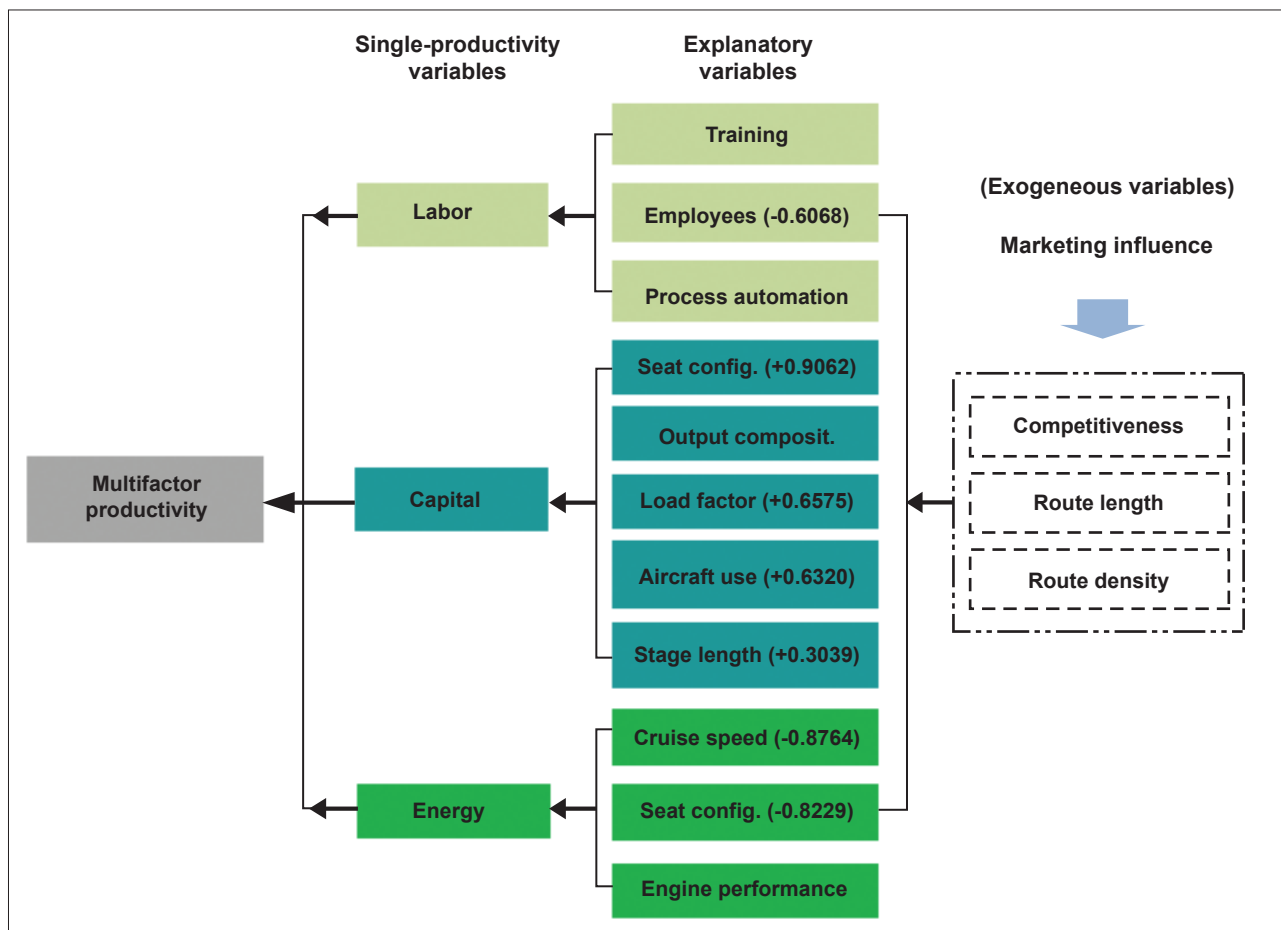 Single-productivity
variables
Explanatory
variables
Training
(Exogeneous variables)
Labor
Employees (-0.6068)
Marketing influence
Process automation
Seat config. (+0.9062)
Competitiveness
Output composit.
Multifactor
productivity
Capital
Load factor (+0.6575)
Route length
Aircraft use (+0.6320)
Route density
Stage length (+0.3039)
Cruise speed (-0.8764)
Energy
Seat config. (-0.8229)
Engine performance